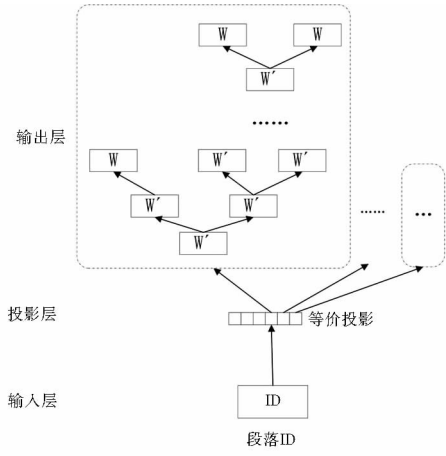 W W
W′
……
输出层
W W′ W′
W′ W′
W′
…… …
投影层
等价投影
输入层
ID
段落ID